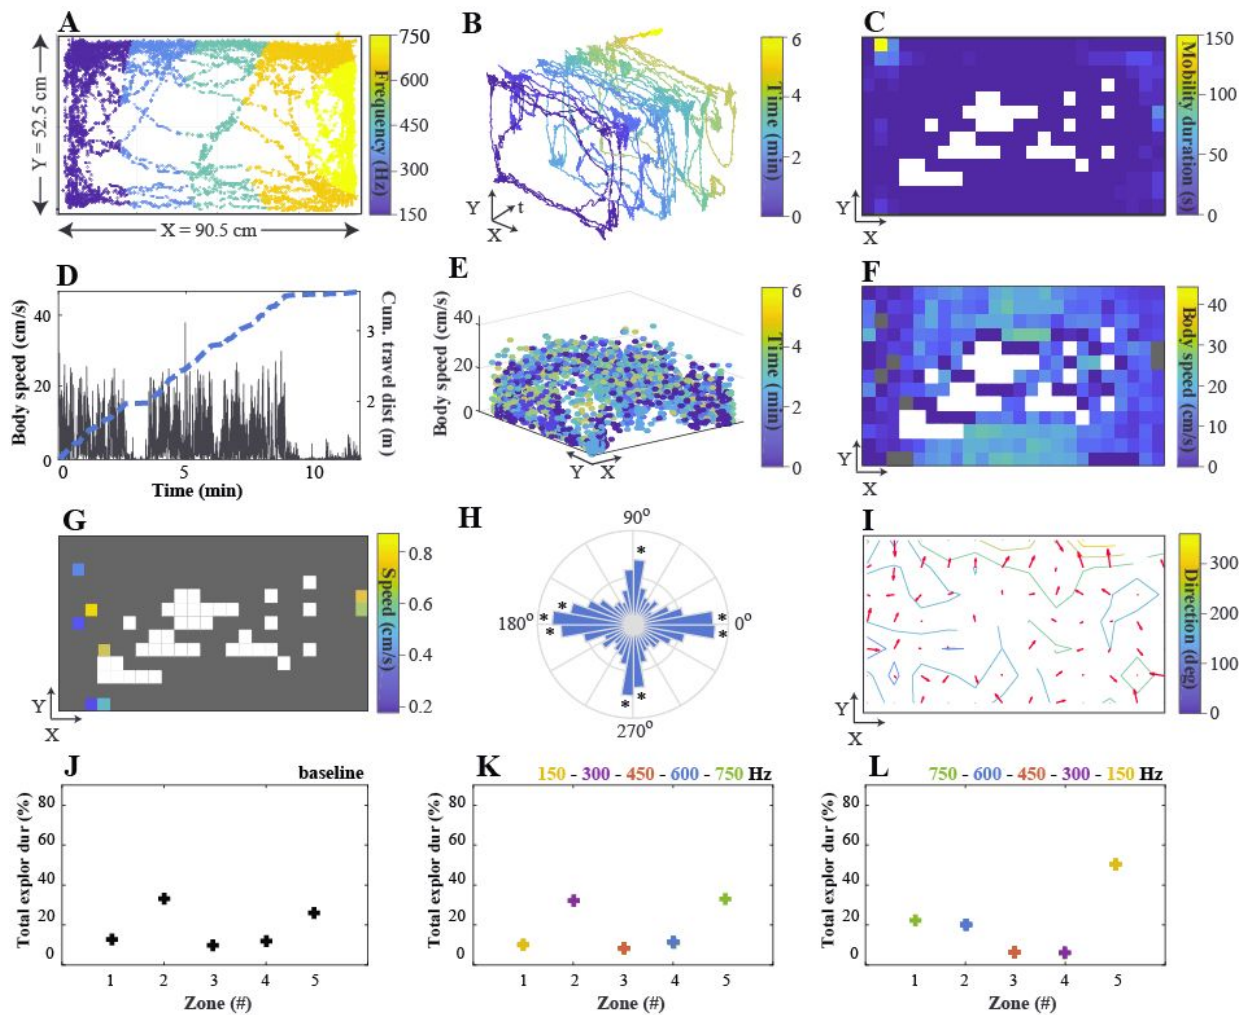 A
Y = 52.5 cm
X = 90.5 cm
750
600
450
300
150
Frequency (Hz)
B
Y
t
X
6
4
2
0
Time (min)
C
Y
X
150
100
50
0
Mobility duration (s)
D
Body speed (cm/s)
40
20
0
0
5
10
Time (min)
3
2
Cum. travel dist (m)
E
Body speed (cm/s)
40
20
0
Y
X
6
4
2
0
Time (min)
F
Y
X
40
30
20
10
0
Body speed (cm/s)
G
Y
X
0.8
0.6
0.4
0.2
Speed (cm/s)
H
90o
*
* *
180o
*
*
0o
*
* *
270o
I
Y
X
300
200
100
0
Direction (deg)
J
baseline
Total explor dur (%)
80
60
40
20
0
1 2 3 4 5
Zone (#)
K
150 - 300 - 450 - 600 - 750 Hz
Total explor dur (%)
80
60
40
20
0
1 2 3 4 5
Zone (#)
L
750 - 600 - 450 - 300 - 150 Hz
Total explor dur (%)
80
60
40
20
0
1 2 3 4 5
Zone (#)